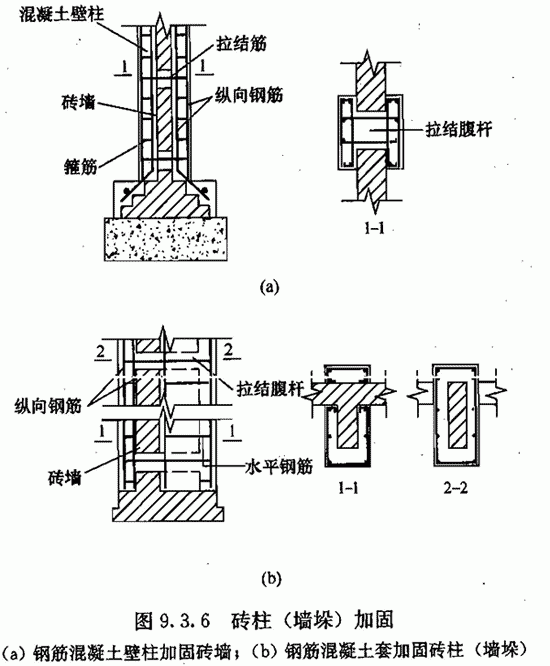 混凝土壁柱
拉结筋
1 1
砖墙
纵向钢筋
箍筋
拉结腹杆
1-1
(a)
2 2
拉结腹杆
纵向钢筋
1 1
砖墙
水平钢筋
1-1
2-2
(b)
图 9.3.6 砖柱（墙垛）加固
(a) 钢筋混凝土壁柱加固砖墙；(b) 钢筋混凝土套加固砖柱（墙垛）